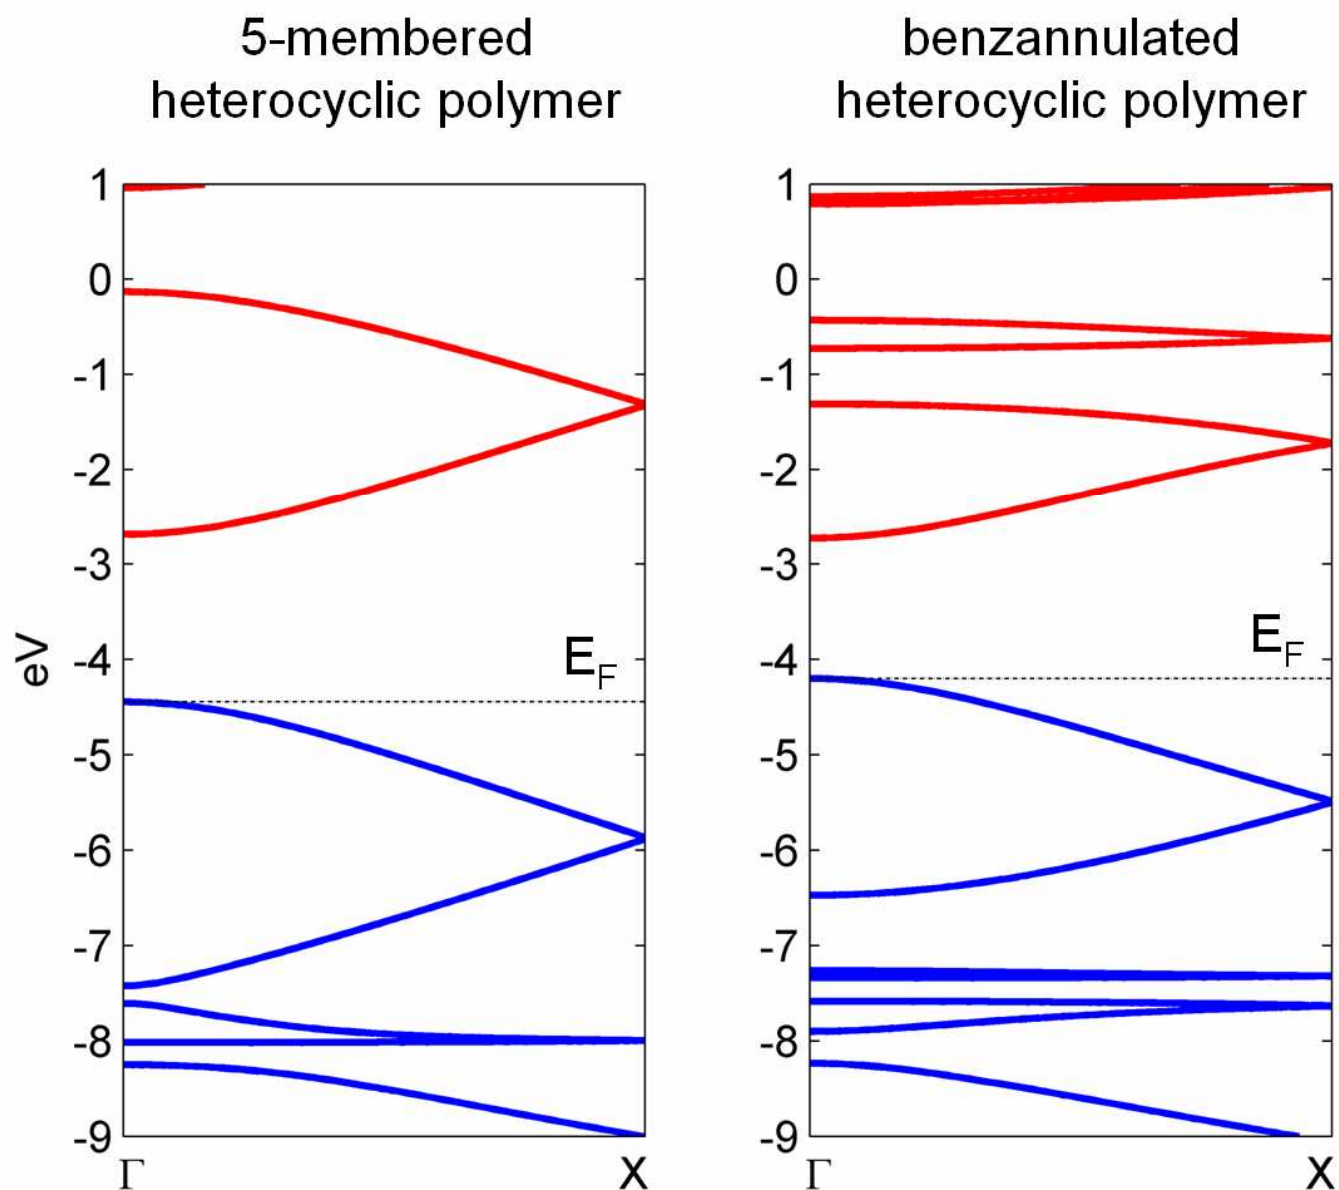 5-membered
heterocyclic polymer
benzannulated
heterocyclic polymer
eV
1
0
-1
-2
-3
-4
-5
-6
-7
-8
-9
E_F
Γ
X
1
0
-1
-2
-3
-4
-5
-6
-7
-8
-9
E_F
Γ
X